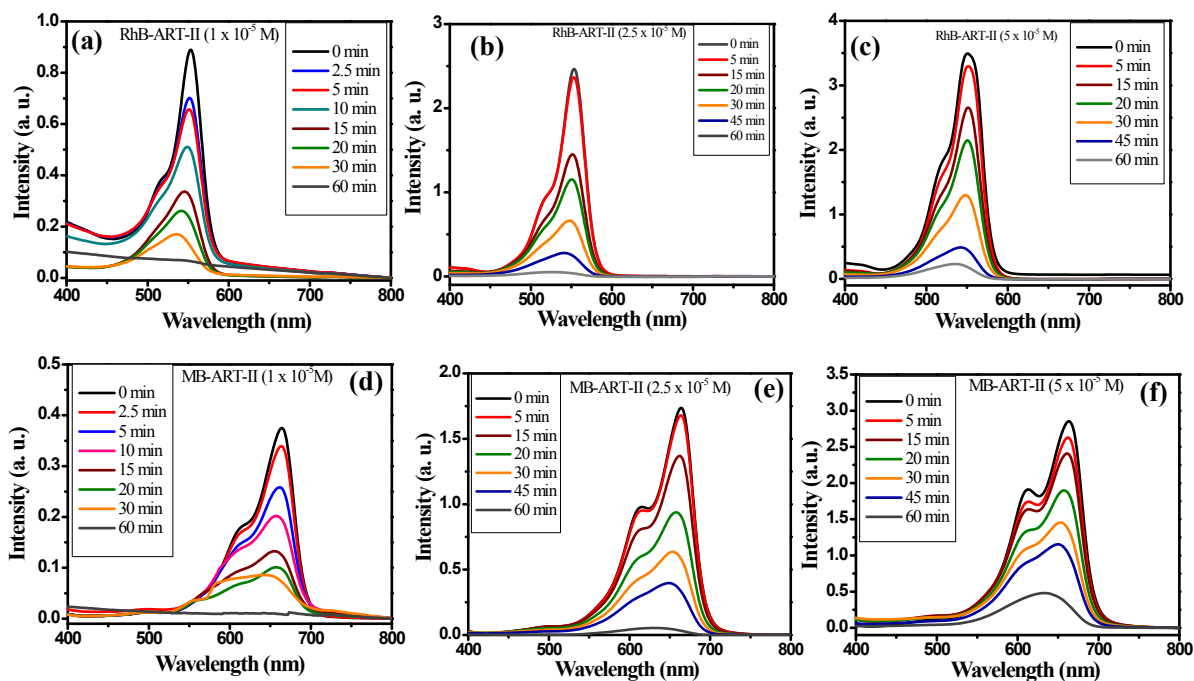 (a)
RhB-ART-II (1 x 10⁻⁵ M)
0 min
2.5 min
5 min
10 min
15 min
20 min
30 min
60 min
Intensity (a. u.)
1.0
0.8
0.6
0.4
0.2
0.0
400 500 600 700 800
Wavelength (nm)
(b)
RhB-ART-II (2.5 x 10⁻⁵ M)
0 min
5 min
15 min
20 min
30 min
45 min
60 min
Intensity (a. u.)
3
2
1
0
400 500 600 700 800
Wavelength (nm)
(c)
RhB-ART-II (5 x 10⁻⁵ M)
0 min
5 min
15 min
20 min
30 min
45 min
60 min
Intensity (a. u.)
4
3
2
1
0
400 500 600 700 800
Wavelength (nm)
MB-ART-II (1 x 10⁻⁵M)
(d)
0 min
2.5 min
5 min
10 min
15 min
20 min
30 min
60 min
Intensity (a. u.)
0.5
0.4
0.3
0.2
0.1
0.0
400 500 600 700 800
Wavelength (nm)
MB-ART-II (2.5 x 10⁻⁵ M)
(e)
0 min
5 min
15 min
20 min
30 min
45 min
60 min
Intensity (a. u.)
2.0
1.5
1.0
0.5
0.0
400 500 600 700 800
Wavelength (nm)
MB-ART-II (5 x 10⁻⁵ M)
(f)
0 min
5 min
15 min
20 min
30 min
45 min
60 min
Intensity (a.u.)
3.5
3.0
2.5
2.0
1.5
1.0
0.5
0.0
400 500 600 700 800
Wavelength (nm)